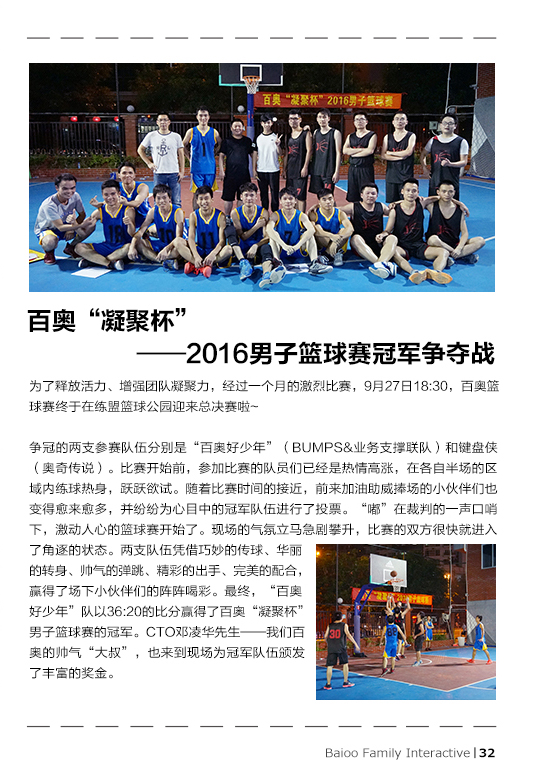 百奥“凝聚杯”2016男子篮球赛
百奥“凝聚杯”
——2016男子篮球赛冠军争夺战
为了释放活力、增强团队凝聚力，经过一个月的激烈比赛，9月27日18:30，百奥篮
球赛终于在练盟篮球公园迎来总决赛啦~
争冠的两支参赛队伍分别是“百奥好少年”（BUMPS&业务支撑联队）和键盘侠
（奥奇传说）。比赛开始前，参加比赛的队员们已经是热情高涨，在各自半场的区
域内练球热身，跃跃欲试。随着比赛时间的接近，前来加油助威捧场的小伙伴们也
变得愈来愈多，并纷纷为心目中的冠军队伍进行了投票。“嘟”在裁判的一声口哨
下，激动人心的篮球赛开始了。现场的气氛立马急剧攀升，比赛的双方很快就进入
了角逐的状态。两支队伍凭借巧妙的传球、华丽
的转身、帅气的弹跳、精彩的出手、完美的配合，
赢得了场下小伙伴们的阵阵喝彩。最终，“百奥
好少年”队以36:20的比分赢得了百奥“凝聚杯”
男子篮球赛的冠军。CTO邓凌华先生——我们百
奥的帅气“大叔”，也来到现场为冠军队伍颁发
了丰富的奖金。
30
Baioo Family Interactive | 32